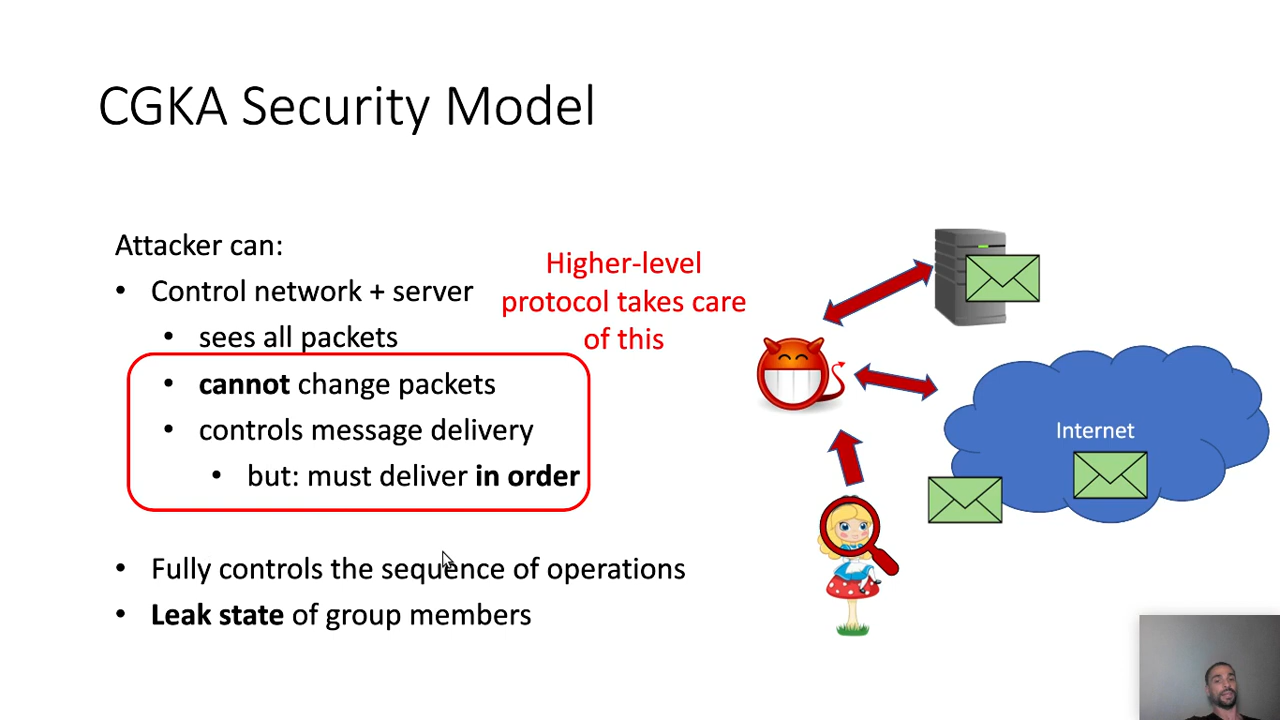 CGKA Security Model
Attacker can:
• Control network + server
• sees all packets
• cannot change packets
• controls message delivery
• but: must deliver in order
• Fully controls the sequence of operations
• Leak state of group members
Higher-level
protocol takes care
of this
Internet